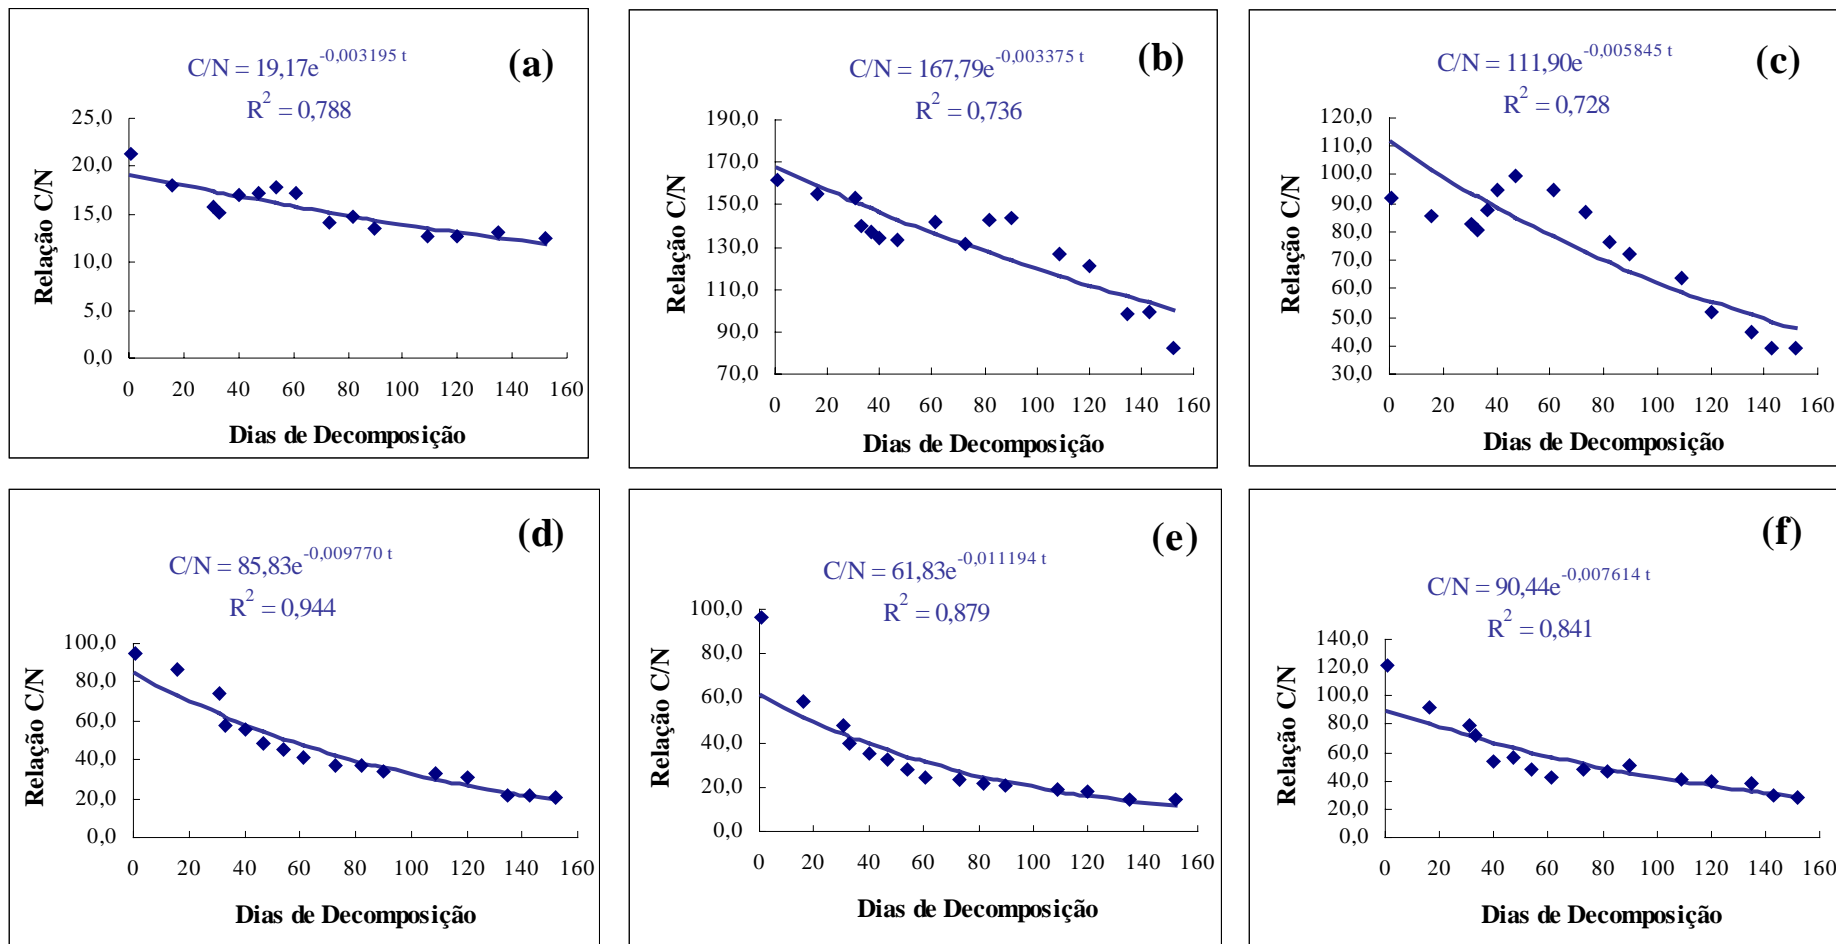 (a)
C/N = 19,17e^-0,003195 t
R^2 = 0,788
Relação C/N
25,0
20,0
15,0
10,0
5,0
0,0
0 20 40 60 80 100 120 140 160
Dias de Decomposição
(b)
C/N = 167,79e^-0,003375 t
R^2 = 0,736
Relação C/N
190,0
170,0
150,0
130,0
110,0
90,0
70,0
0 20 40 60 80 100 120 140 160
Dias de Decomposição
(c)
C/N = 111,90e^-0,005845 t
R^2 = 0,728
Relação C/N
120,0
110,0
100,0
90,0
80,0
70,0
60,0
50,0
40,0
30,0
0 20 40 60 80 100 120 140 160
Dias de Decomposição
(d)
C/N = 85,83e^-0,009770 t
R^2 = 0,944
Relação C/N
100,0
80,0
60,0
40,0
20,0
0,0
0 20 40 60 80 100 120 140 160
Dias de Decomposição
(e)
C/N = 61,83e^-0,011194 t
R^2 = 0,879
Relação C/N
100,0
80,0
60,0
40,0
20,0
0,0
0 20 40 60 80 100 120 140 160
Dias de Decomposição
(f)
C/N = 90,44e^-0,007614 t
R^2 = 0,841
Relação C/N
140,0
120,0
100,0
80,0
60,0
40,0
20,0
0,0
0 20 40 60 80 100 120 140 160
Dias de Decomposição